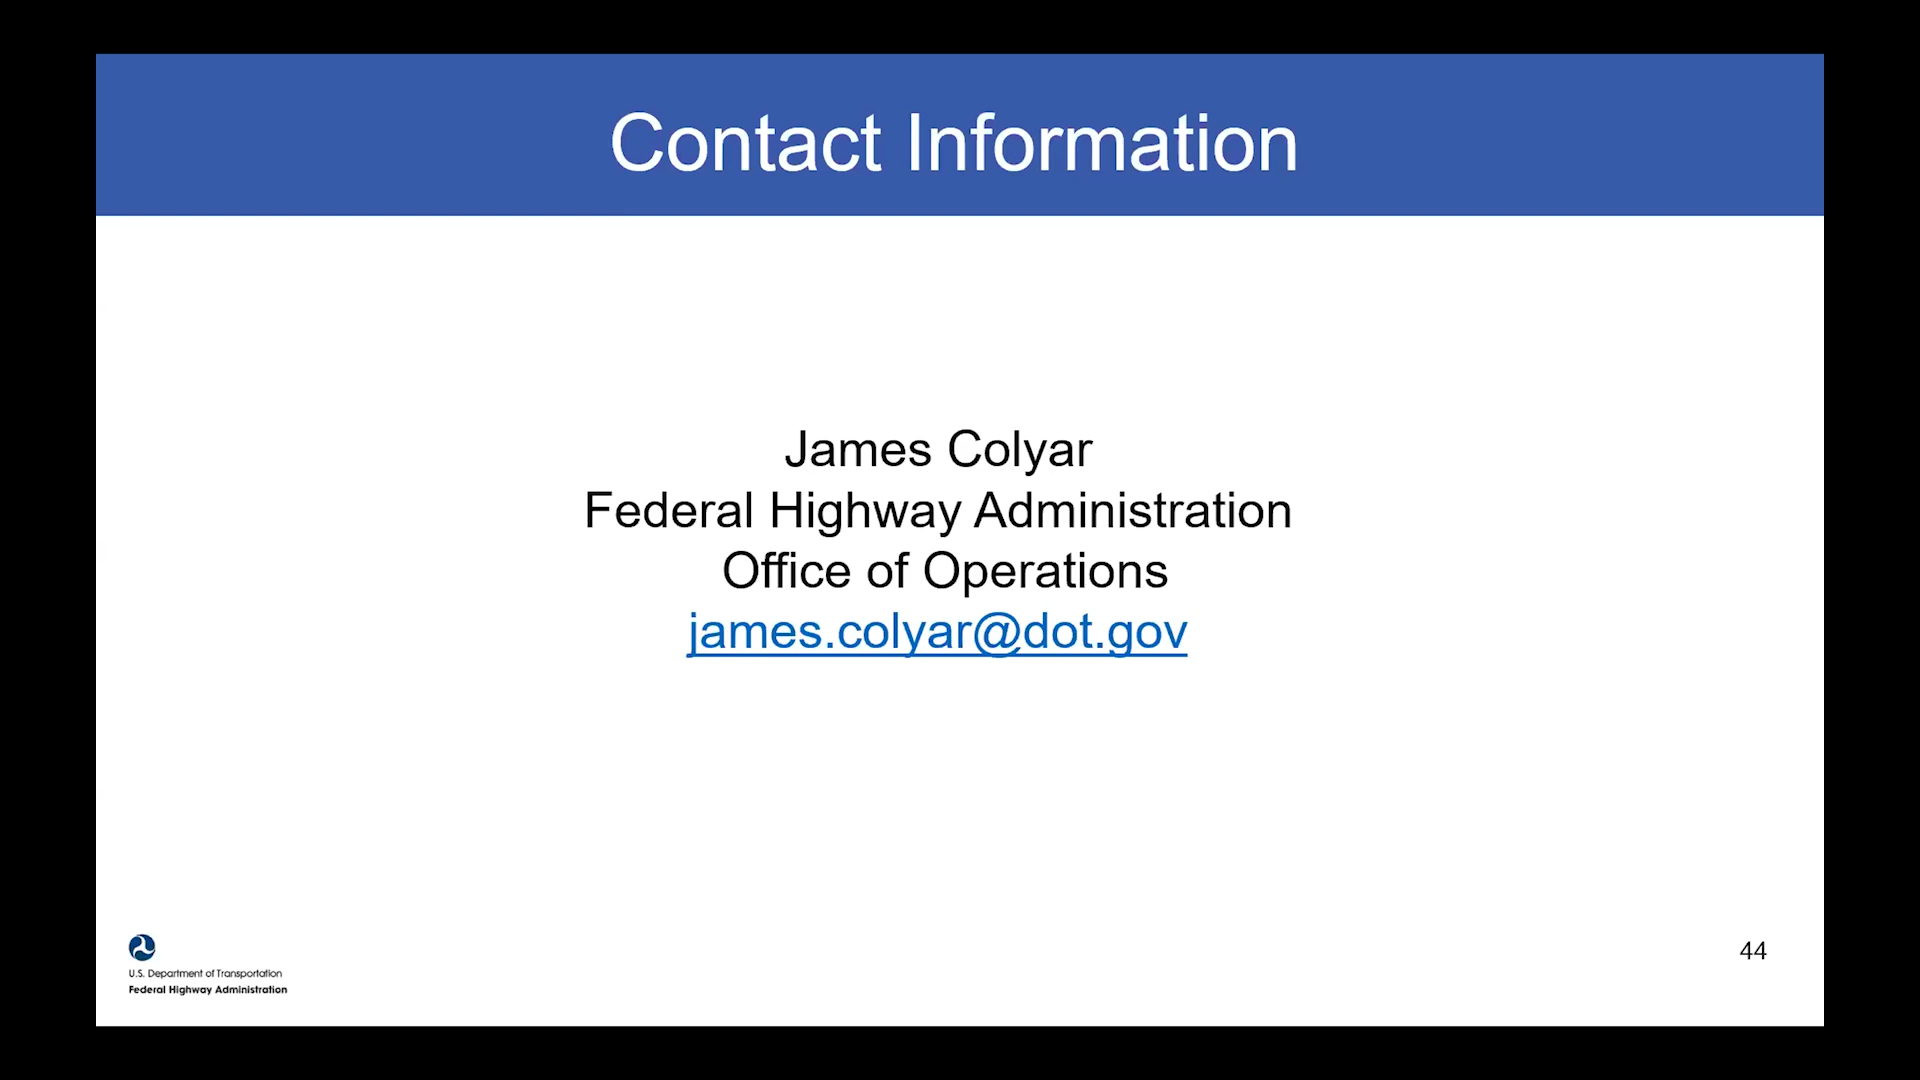 Contact Information
James Colyar
Federal Highway Administration
Office of Operations
james.colyar@dot.gov
U.S. Department of Transportation
Federal Highway Administration
44